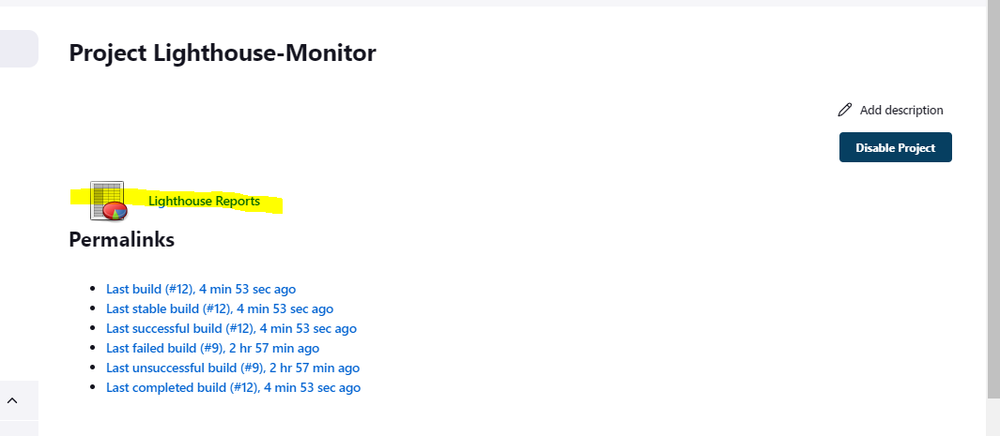 Project Lighthouse-Monitor
Add description
Disable Project
Lighthouse Reports
Permalinks
Last build (#12), 4 min 53 sec ago
Last stable build (#12), 4 min 53 sec ago
Last successful build (#12), 4 min 53 sec ago
Last failed build (#9), 2 hr 57 min ago
Last unsuccessful build (#9), 2 hr 57 min ago
Last completed build (#12), 4 min 53 sec ago